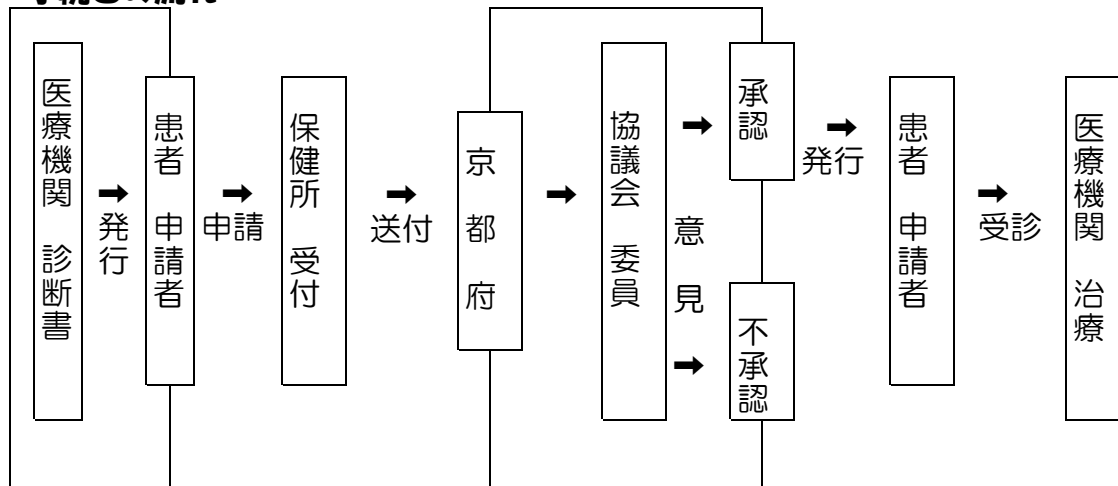 医療機関 診断書
発行
患者 申請者
申請
保健所 受付
送付
京都府
協議会 委員
意見
承認
不承認
発行
患者 申請者
受診
医療機関 治療